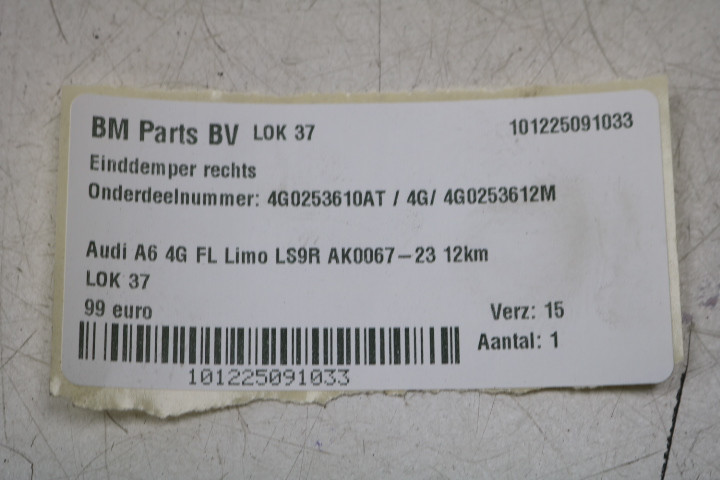 BM Parts BV LOK 37 101225091033
Einddemper rechts
Onderdeelnummer: 4G0253610AT / 4G/ 4G0253612M
Audi A6 4G FL Limo LS9R AK0067-23 12km
LOK 37
99 euro Verz: 15
Aantal: 1
101225091033